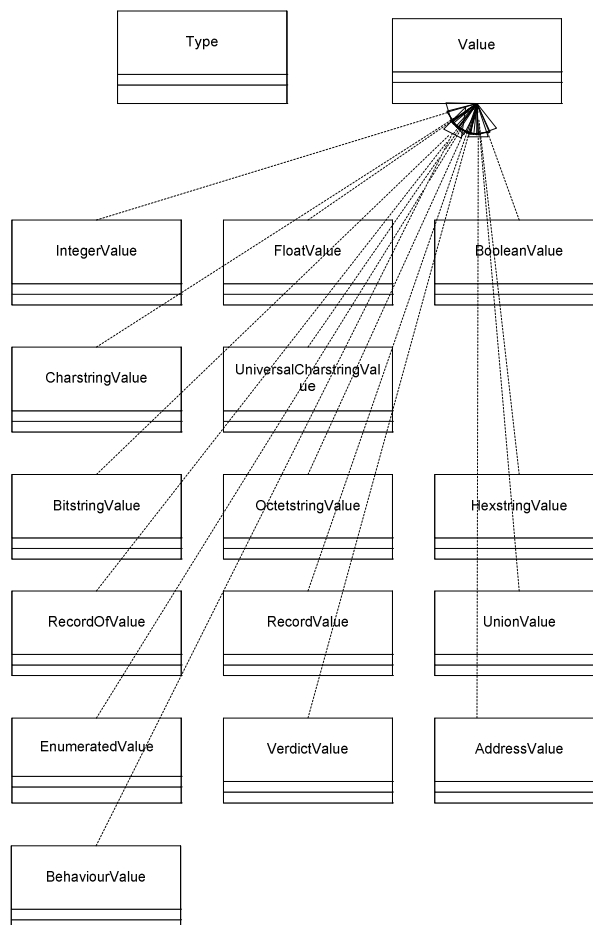 Type
Value
IntegerValue
FloatValue
BooleanValue
CharstringValue
UniversalCharstringVal
ue
BitstringValue
OctetstringValue
HexstringValue
RecordOfValue
RecordValue
UnionValue
EnumeratedValue
VerdictValue
AddressValue
BehaviourValue